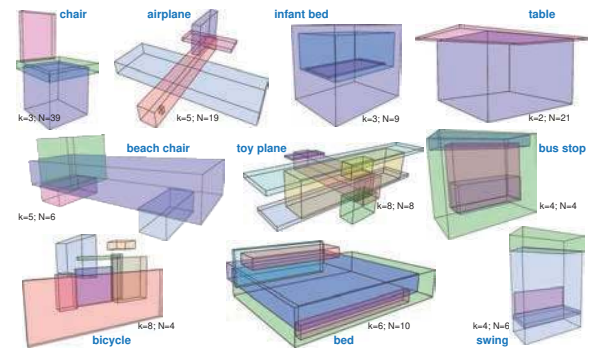 chair
airplane
infant bed
table
k=3; N=39
k=5; N=19
k=3; N=9
k=2; N=21
beach chair
toy plane
bus stop
k=5; N=6
k=8; N=8
k=4; N=4
k=8; N=4
k=6; N=10
k=4; N=6
bicycle
bed
swing